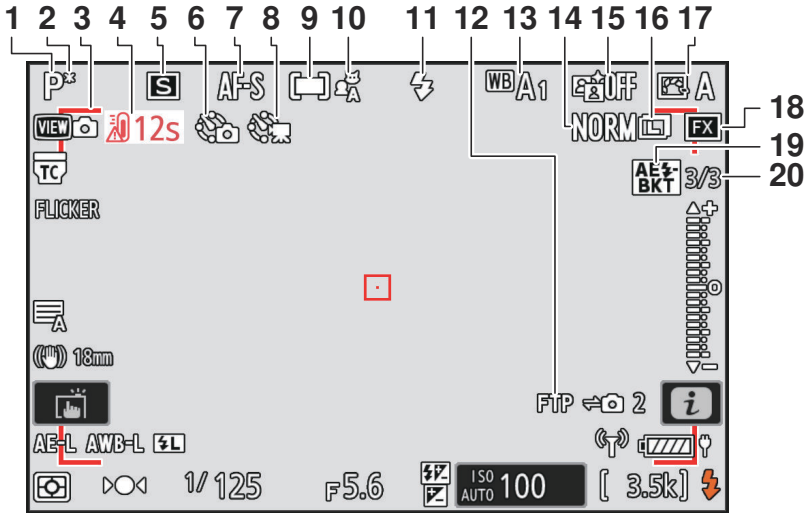 1 2 3 4 5 6 7 8 9 10 11 12 13 14 15 16 17
P* S AF-S WB A1 OFF A
VIEW 12s NORM L FX 18
TC AE BKT 3/3 19
20
FLICKER
A
18mm
FTP 2 i
AE-L AWB-L L
1/125 F5.6 ISO AUTO 100 [3.5k]